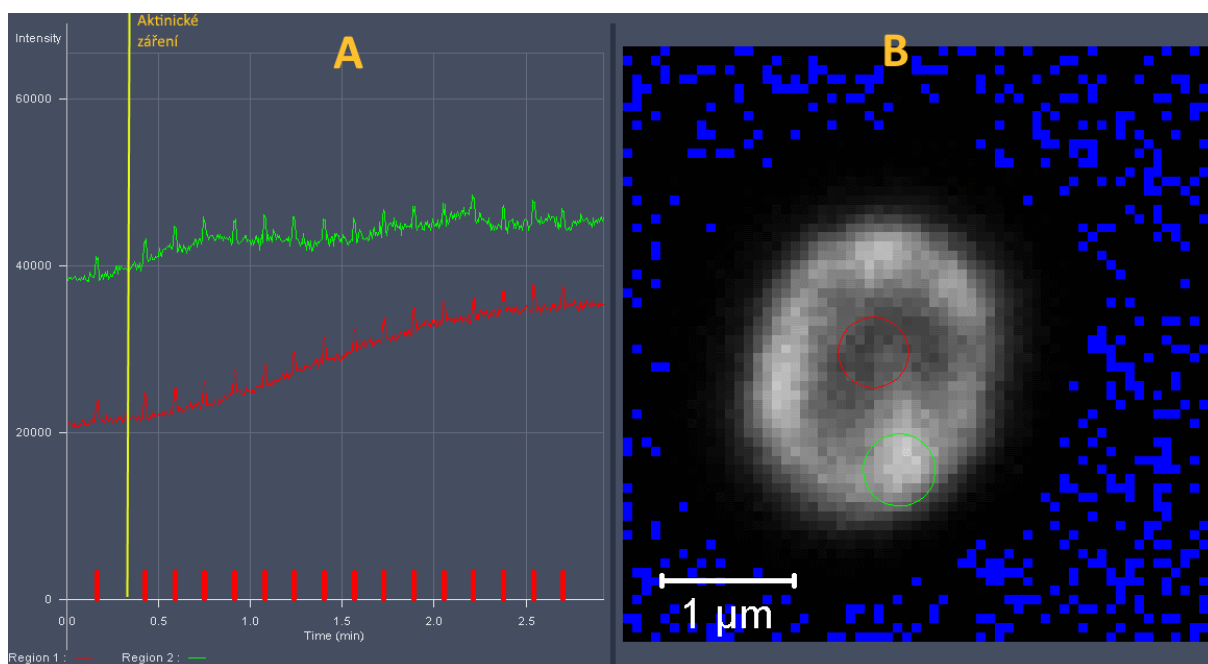 Aktinické
záření
A
Intensity
60000
40000
20000
0
0.0 0.5 1.0 1.5 2.0 2.5
Time (min)
Region 1 : Region 2 :
B
1 µm